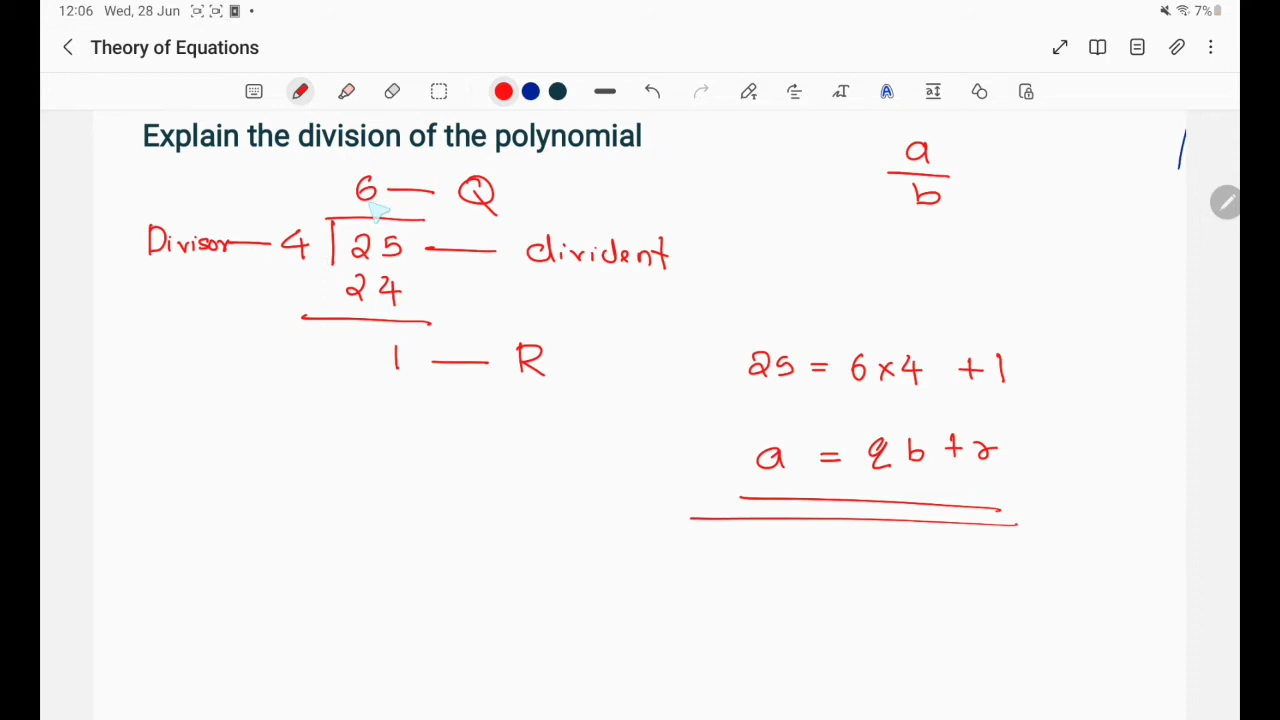 12:06 Wed, 28 Jun
7%
Theory of Equations
Explain the division of the polynomial
a
b
6 — Q
Divisor — 4 25 — divident
24
1 — R
25 = 6×4 +1
a = qb+r